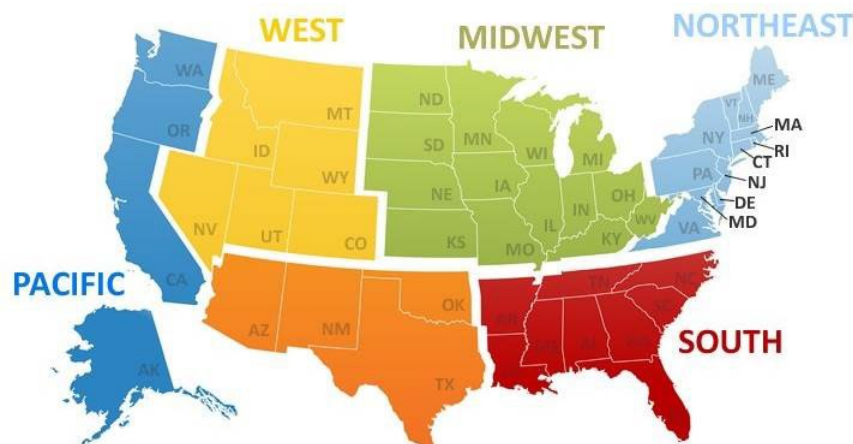 WEST
MIDWEST
NORTHEAST
PACIFIC
SOUTH
WA
OR
CA
AK
MT
ID
WY
NV
UT
CO
ND
SD
NE
KS
MN
IA
MO
WI
IL
MI
IN
OH
KY
WV
ME
VT
NH
NY
MA
RI
CT
PA
NJ
DE
MD
VA
AZ
NM
OK
TX
TN
NC
SC
AR
AL